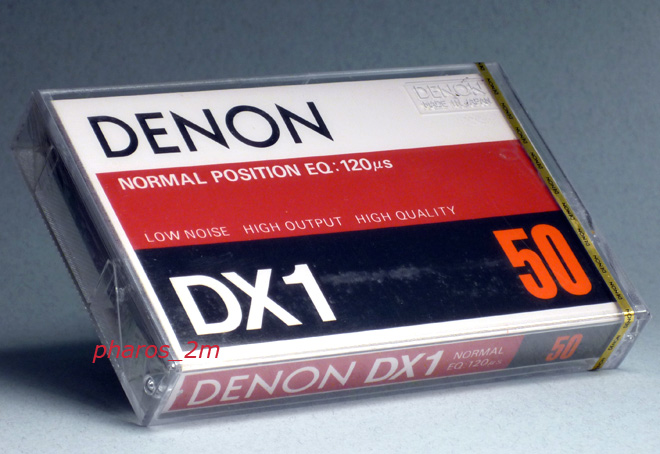 DENON
DENON
MADE IN JAPAN
NORMAL POSITION EQ:120μs
LOW NOISE HIGH OUTPUT HIGH QUALITY
DX1
50
pharos_2m
DENON DX1
NORMAL
EQ:120μs
50